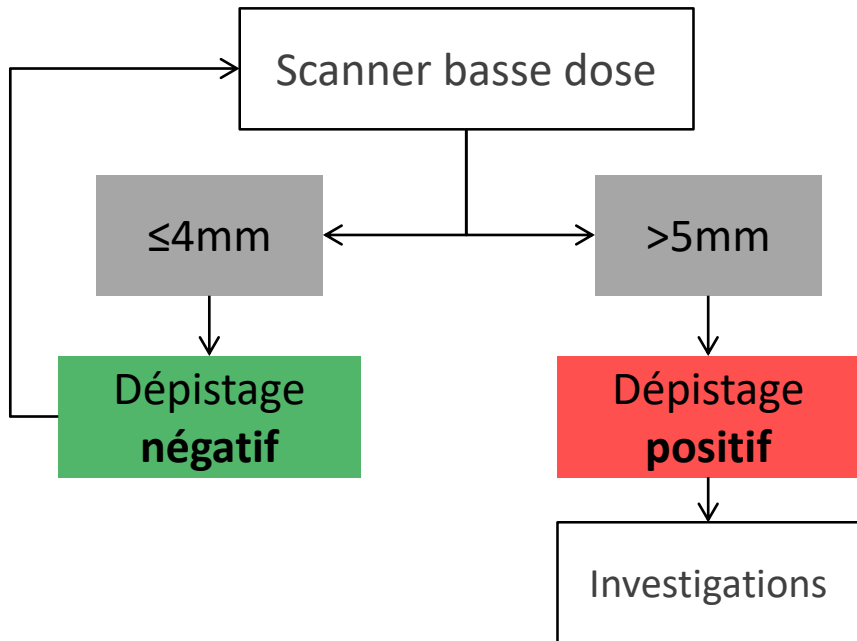 Scanner basse dose
≤4mm
>5mm
Dépistage
négatif
Dépistage
positif
Investigations